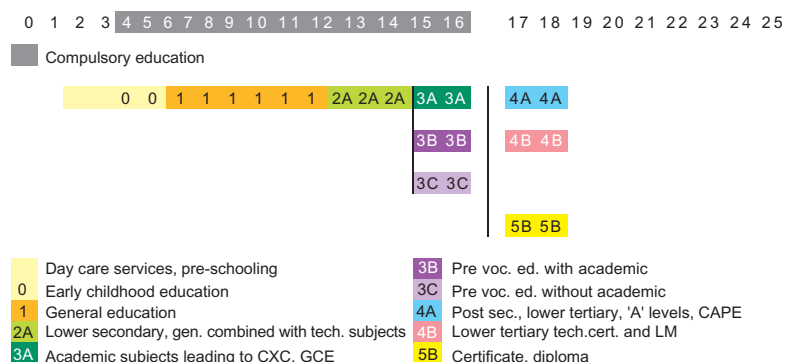 0 1 2 3 4 5 6 7 8 9 10 11 12 13 14 15 16 17 18 19 20 21 22 23 24 25
Compulsory education
0 0 1 1 1 1 1 1 2A 2A 2A 3A 3A 4A 4A
3B 3B 4B 4B
3C 3C
5B 5B
Day care services, pre-schooling
0 Early childhood education
1 General education
2A Lower secondary, gen. combined with tech. subjects
3A Academic subjects leading to CXC, GCE
3B Pre voc. ed. with academic
3C Pre voc. ed. without academic
4A Post sec., lower tertiary, 'A' levels, CAPE
4B Lower tertiary tech.cert. and LM
5B Certificate, diploma